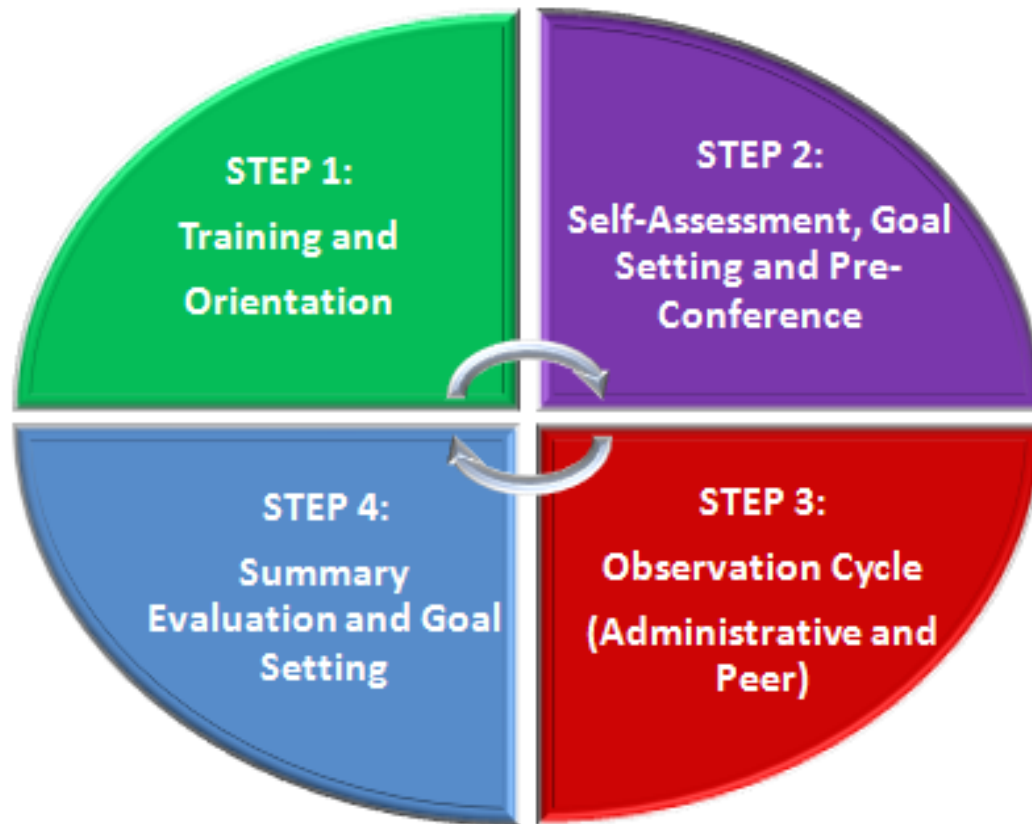 STEP 1:
Training and
Orientation
STEP 2:
Self-Assessment, Goal
Setting and Pre-
Conference
STEP 3:
Observation Cycle
(Administrative and
Peer)
STEP 4:
Summary
Evaluation and Goal
Setting